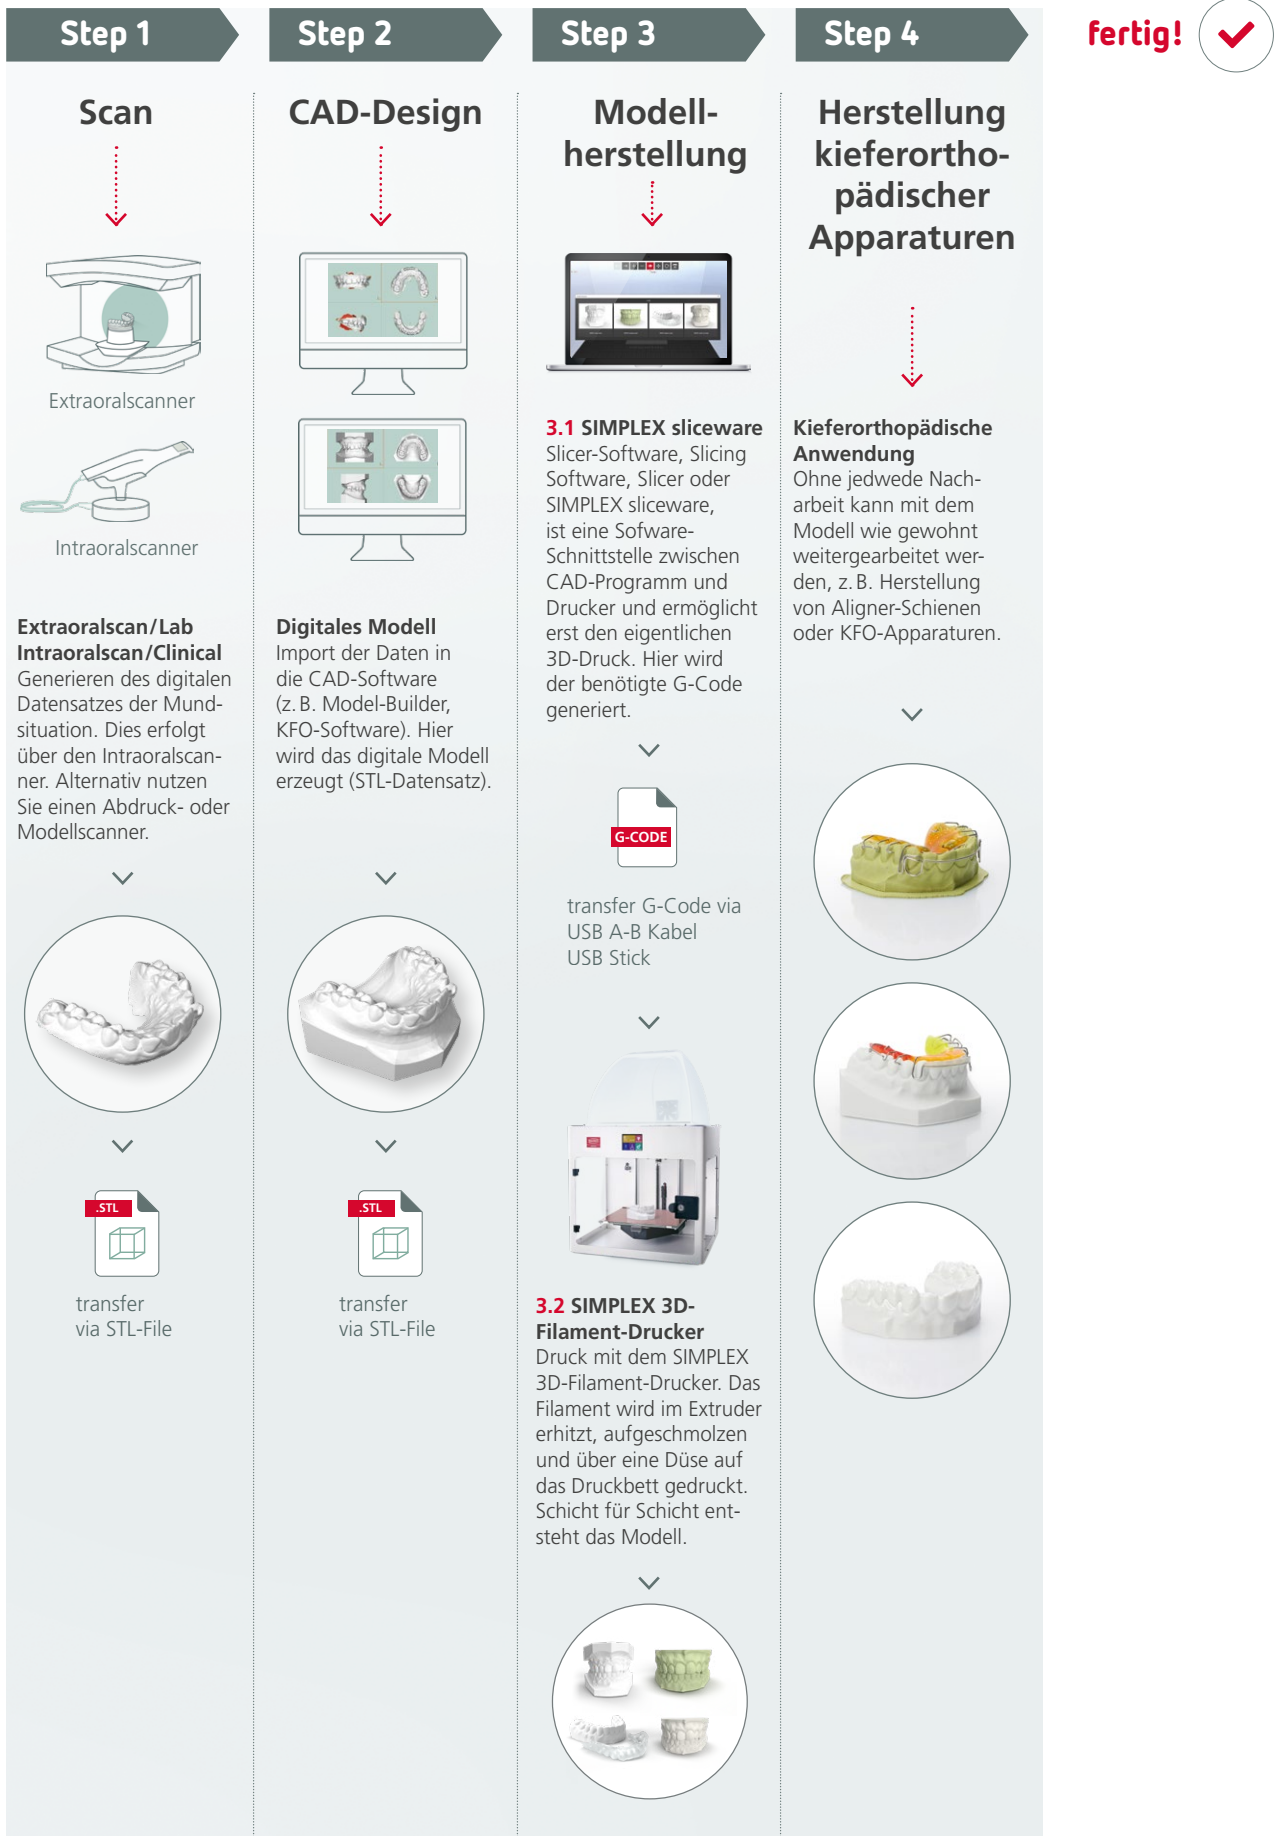 Step 1
Scan
Extraoralscanner
Intraoralscanner
Extraoralscan/Lab
Intraoralscan/Clinical
Generieren des digitalen
Datensatzes der Mund-
situation. Dies erfolgt
über den Intraoralscan-
ner. Alternativ nutzen
Sie einen Abdruck- oder
Modellscanner.
.STL
transfer
via STL-File
Step 2
CAD-Design
Digitales Modell
Import der Daten in
die CAD-Software
(z. B. Model-Builder,
KFO-Software). Hier
wird das digitale Modell
erzeugt (STL-Datensatz).
.STL
transfer
via STL-File
Step 3
Modell-
herstellung
3.1 SIMPLEX sliceware
Slicer-Software, Slicing
Software, Slicer oder
SIMPLEX sliceware,
ist eine Sofware-
Schnittstelle zwischen
CAD-Programm und
Drucker und ermöglicht
erst den eigentlichen
3D-Druck. Hier wird
der benötigte G-Code
generiert.
G-CODE
transfer G-Code via
USB A-B Kabel
USB Stick
3.2 SIMPLEX 3D-
Filament-Drucker
Druck mit dem SIMPLEX
3D-Filament-Drucker. Das
Filament wird im Extruder
erhitzt, aufgeschmolzen
und über eine Düse auf
das Druckbett gedruckt.
Schicht für Schicht ent-
steht das Modell.
Step 4
Herstellung
kieferortho-
pädischer
Apparaturen
Kieferorthopädische
Anwendung
Ohne jedwede Nach-
arbeit kann mit dem
Modell wie gewohnt
weitergearbeitet wer-
den, z. B. Herstellung
von Aligner-Schienen
oder KFO-Apparaturen.
fertig!